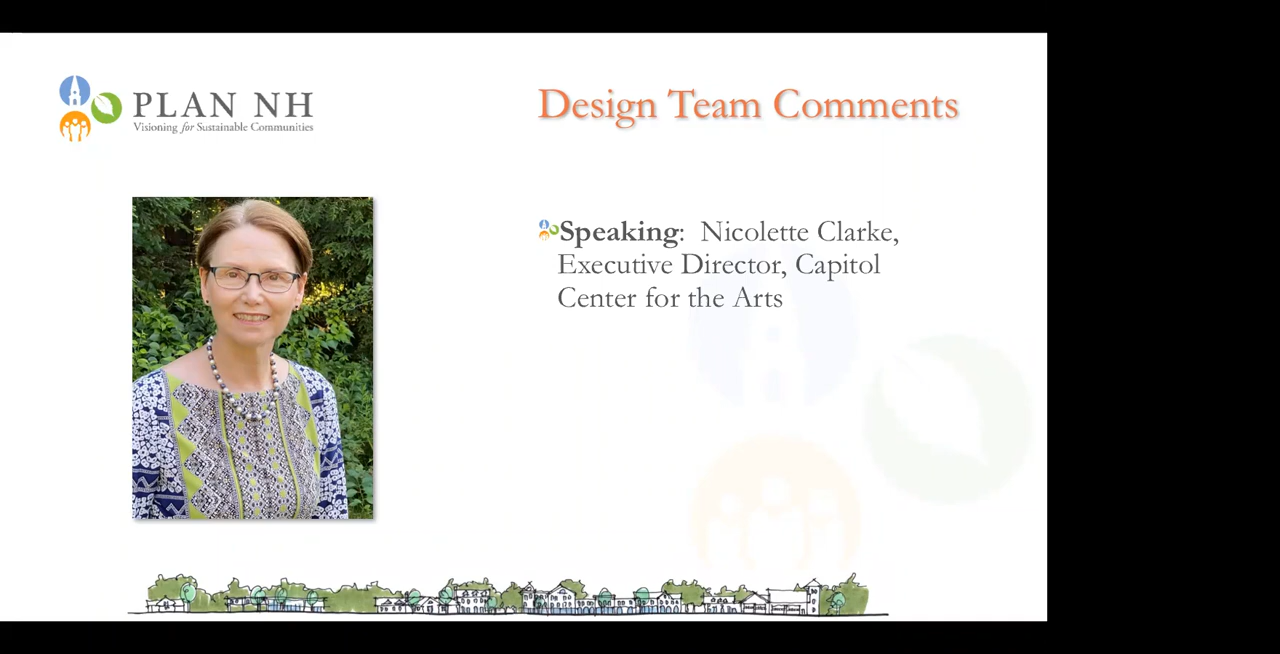 PLAN NH
Visioning for Sustainable Communities
Design Team Comments
Speaking: Nicolette Clarke,
Executive Director, Capitol
Center for the Arts